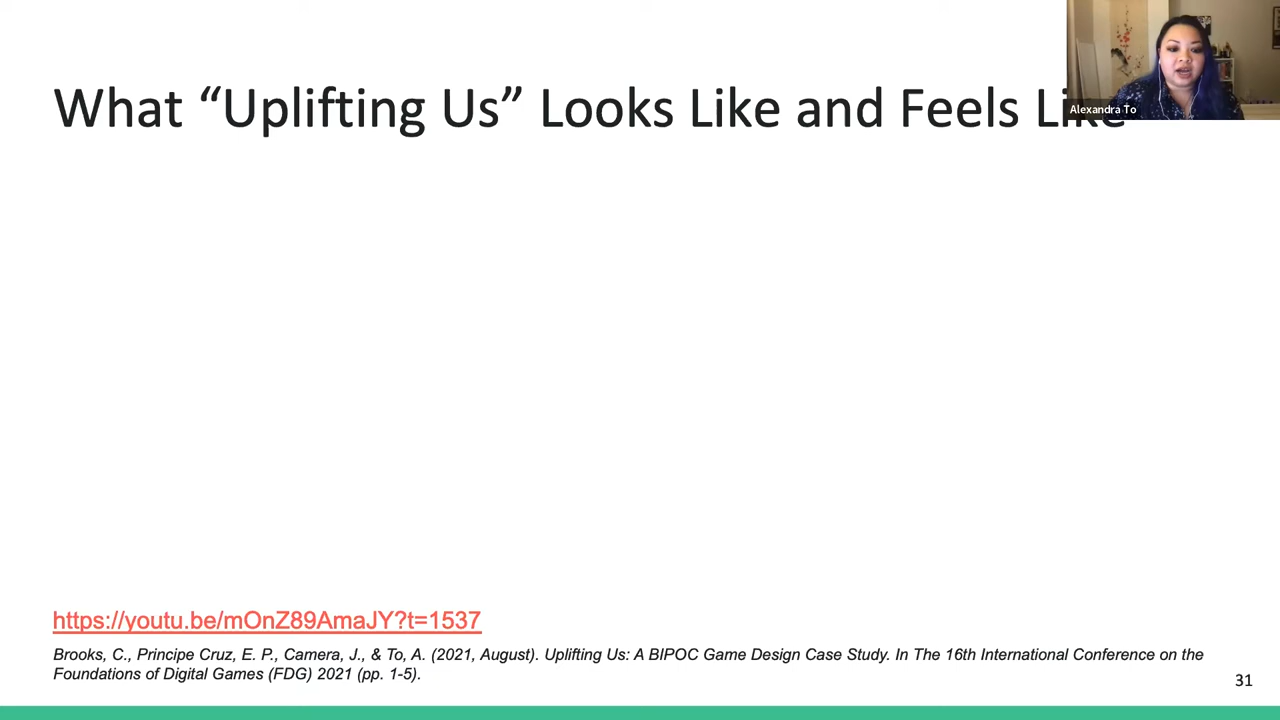 What “Uplifting Us” Looks Like and Feels Like
Alexandra To
https://youtu.be/mOnZ89AmaJY?t=1537
Brooks, C., Principe Cruz, E. P., Camera, J., & To, A. (2021, August). Uplifting Us: A BIPOC Game Design Case Study. In The 16th International Conference on the
Foundations of Digital Games (FDG) 2021 (pp. 1-5).
31